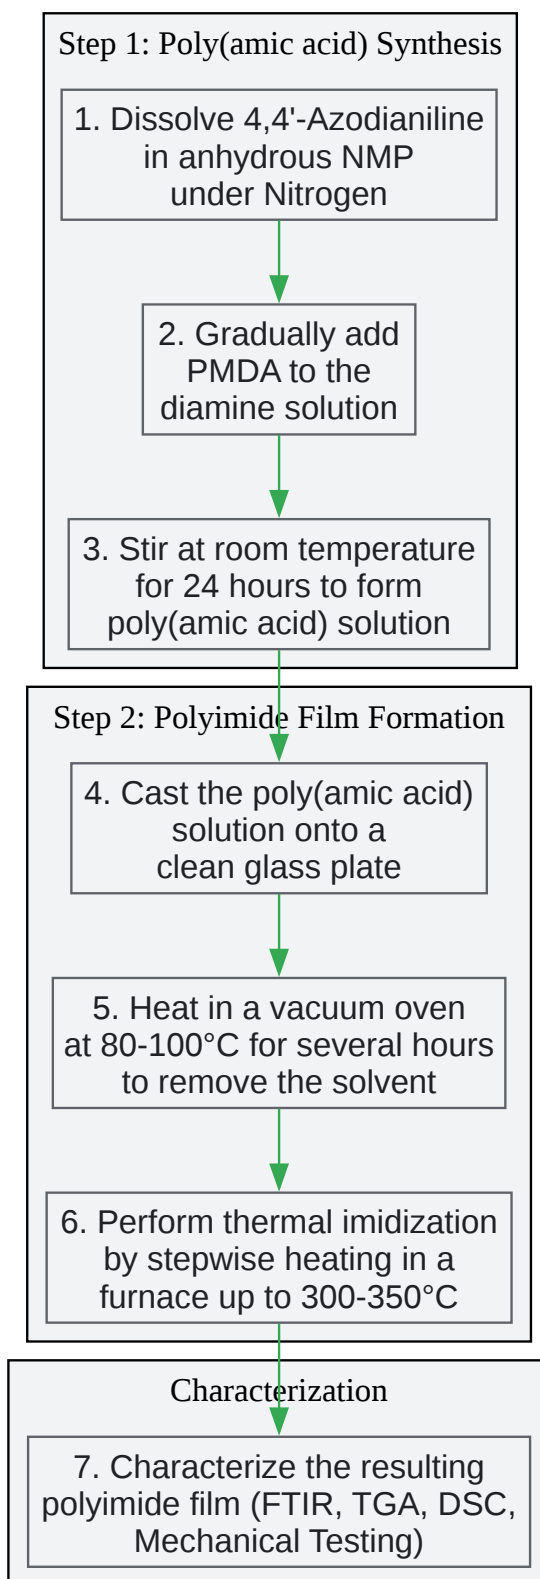 Step 1: Poly(amic acid) Synthesis
1. Dissolve 4,4'-Azodianiline
in anhydrous NMP
under Nitrogen
2. Gradually add
PMDA to the
diamine solution
3. Stir at room temperature
for 24 hours to form
poly(amic acid) solution
Step 2: Polyimide Film Formation
4. Cast the poly(amic acid)
solution onto a
clean glass plate
5. Heat in a vacuum oven
at 80-100°C for several hours
to remove the solvent
6. Perform thermal imidization
by stepwise heating in a
furnace up to 300-350°C
Characterization
7. Characterize the resulting
polyimide film (FTIR, TGA, DSC,
Mechanical Testing)